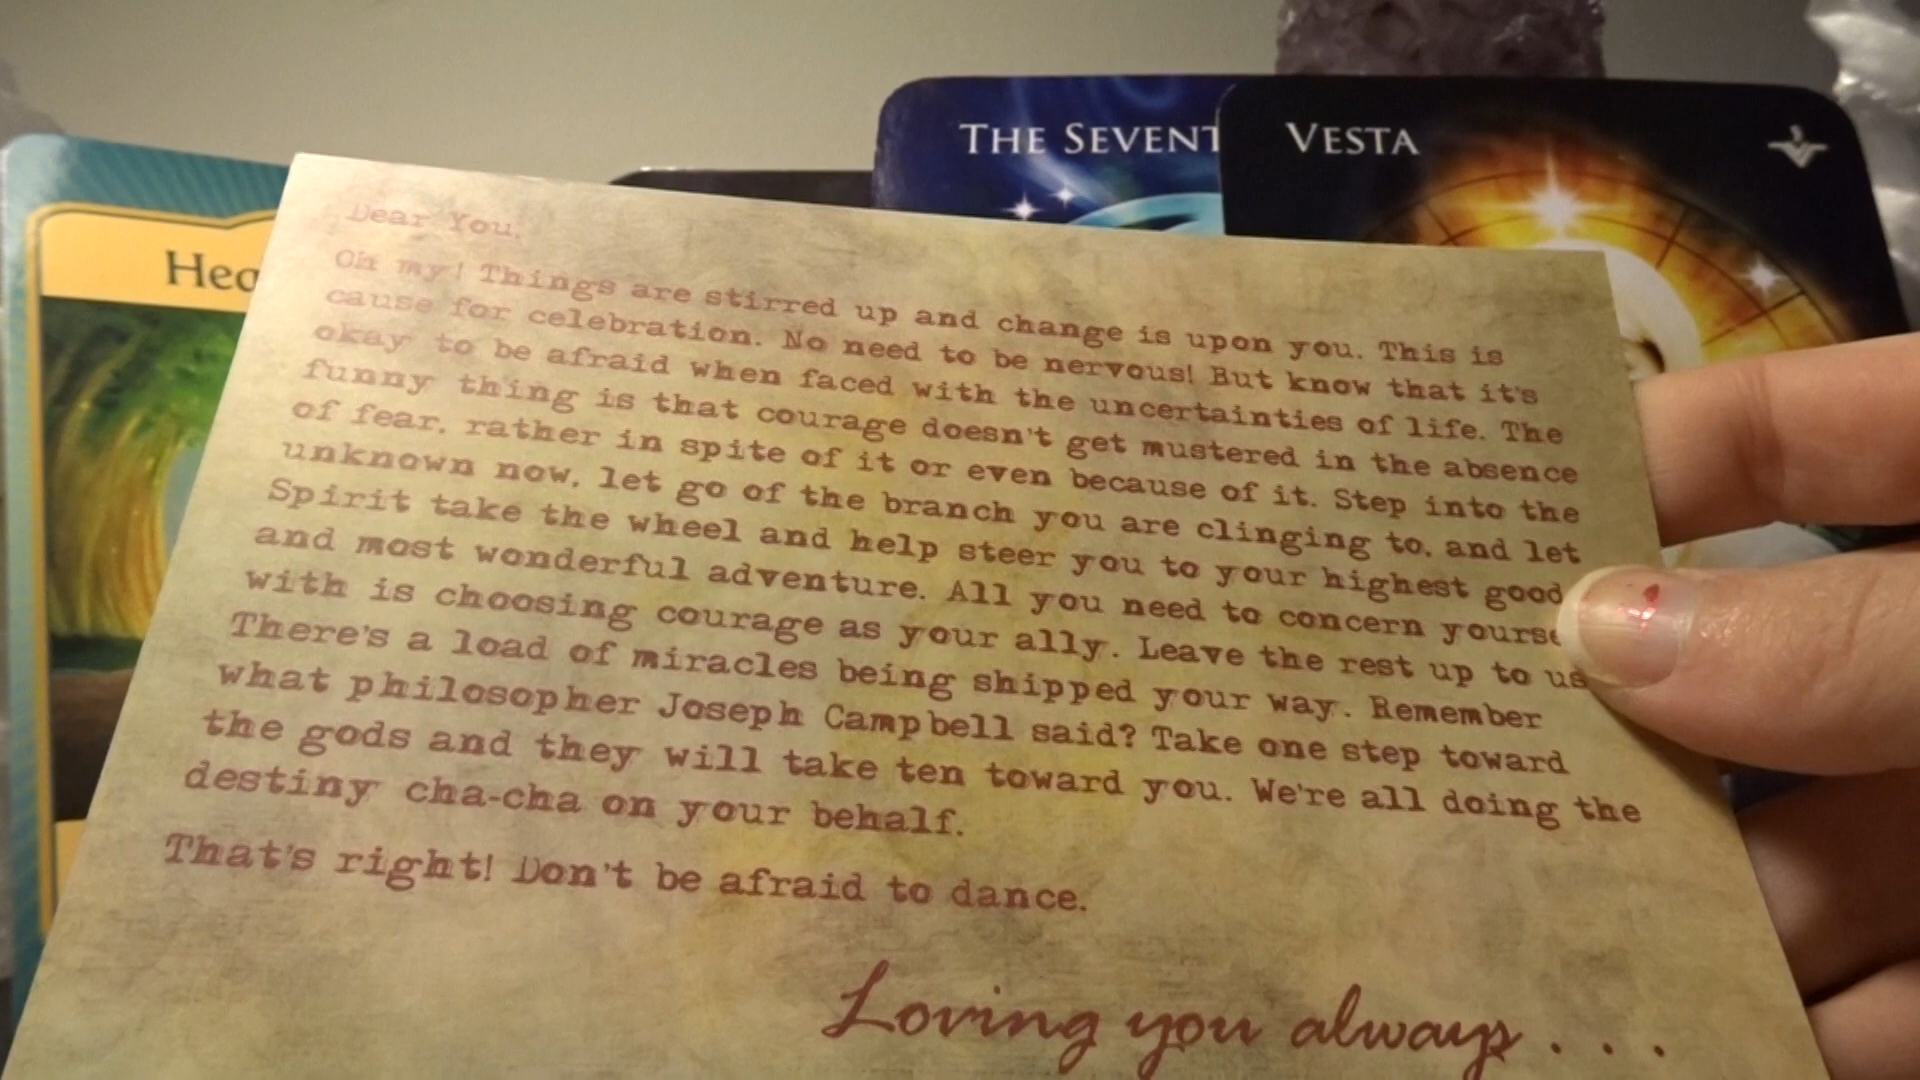 THE SEVENT
VESTA
Hea
Dear You,
Oh my! Things are stirred up and change is upon you. This is
cause for celebration. No need to be nervous! But know that it's
okay to be afraid when faced with the uncertainties of life. The
funny thing is that courage doesn't get mustered in the absence
of fear, rather in spite of it or even because of it. Step into the
unknown now, let go of the branch you are clinging to, and let
Spirit take the wheel and help steer you to your highest good
and most wonderful adventure. All you need to concern yourse
with is choosing courage as your ally. Leave the rest up to us
There's a load of miracles being shipped your way. Remember
what philosopher Joseph Campbell said? Take one step toward
the gods and they will take ten toward you. We're all doing the
destiny cha-cha on your behalf.
That's right! Don't be afraid to dance.
Loving you always . . .